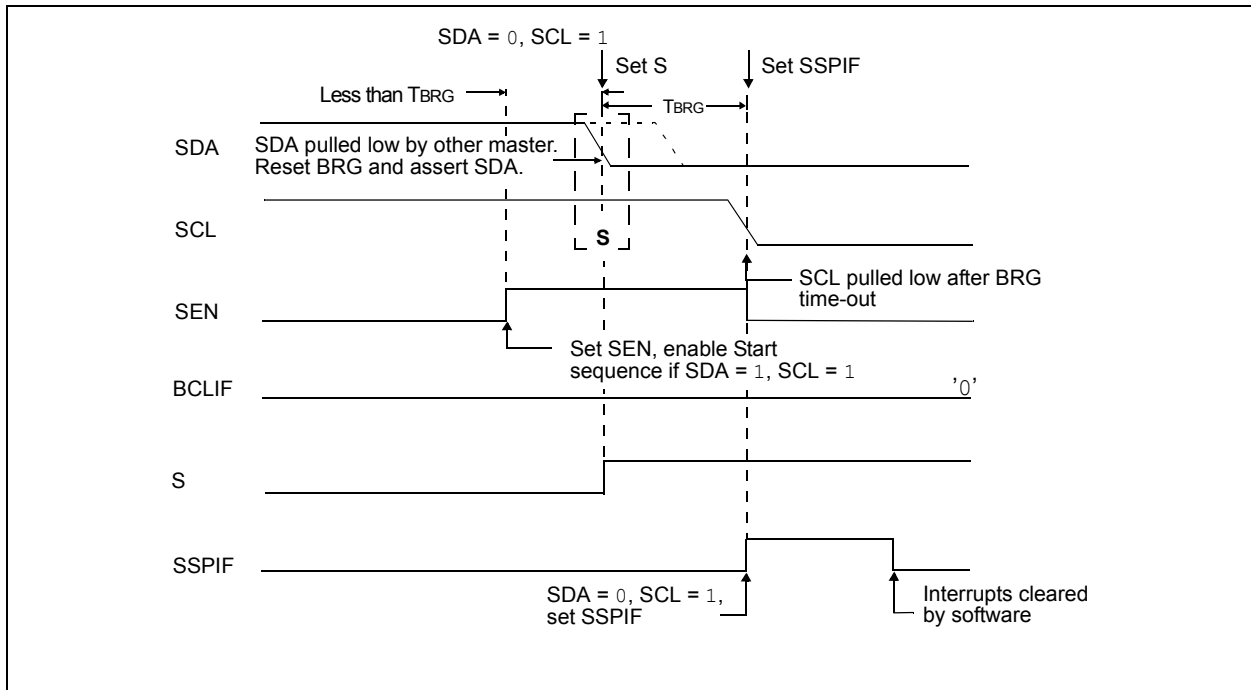 SDA = 0, SCL = 1
Set S
Set SSPIF
Less than TBRG
TBRG
SDA
SDA pulled low by other master.
Reset BRG and assert SDA.
SCL
S
SCL pulled low after BRG
time-out
SEN
Set SEN, enable Start
sequence if SDA = 1, SCL = 1
BCLIF
'0'
S
SSPIF
SDA = 0, SCL = 1,
set SSPIF
Interrupts cleared
by software